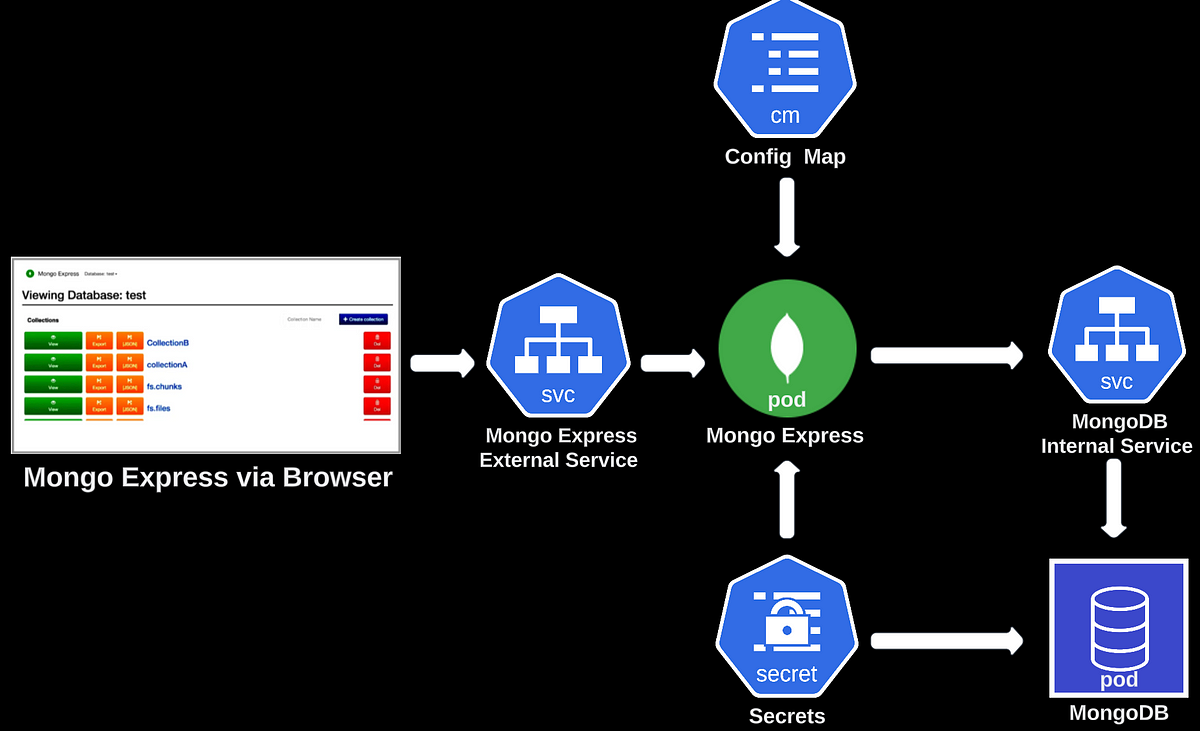 cm
Config Map
Mongo Express Database: test
Viewing Database: test
Collections
Collection Name
+ Create collection
View
Export
[JSON]
CollectionB
Del
View
Export
[JSON]
collectionA
Del
View
Export
[JSON]
fs.chunks
Del
View
Export
[JSON]
fs.files
Del
Mongo Express via Browser
svc
Mongo Express
External Service
pod
Mongo Express
svc
MongoDB
Internal Service
secret
Secrets
pod
MongoDB